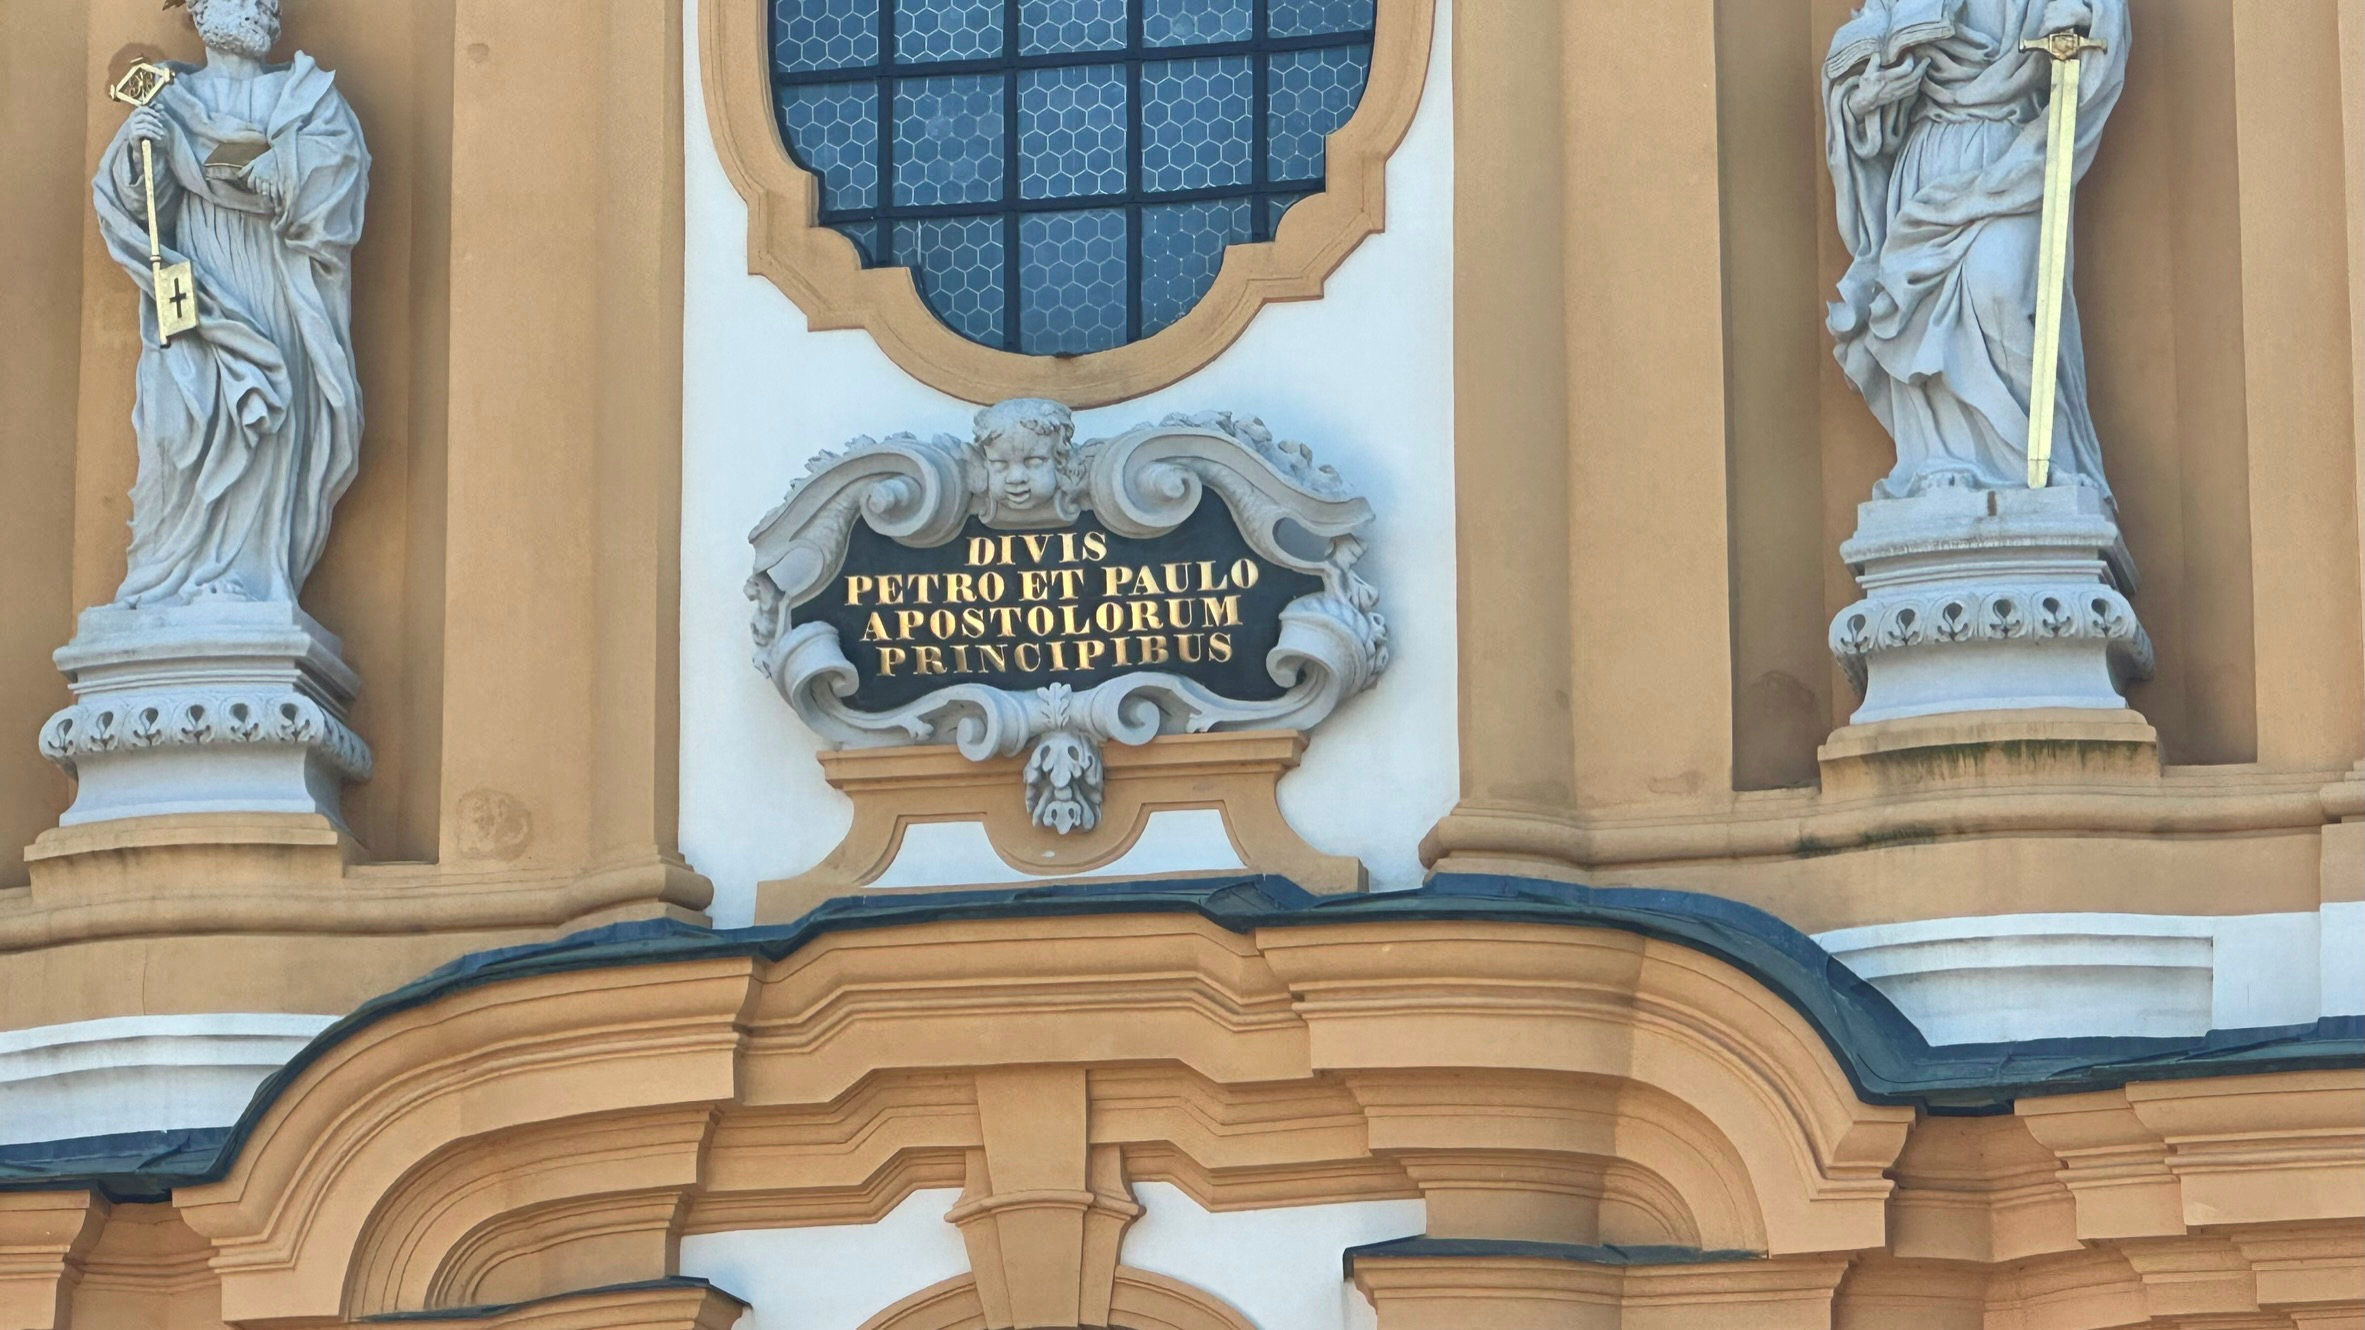 DIVIS
PETRO ET PAULO
APOSTOLORUM
PRINCIPIBUS